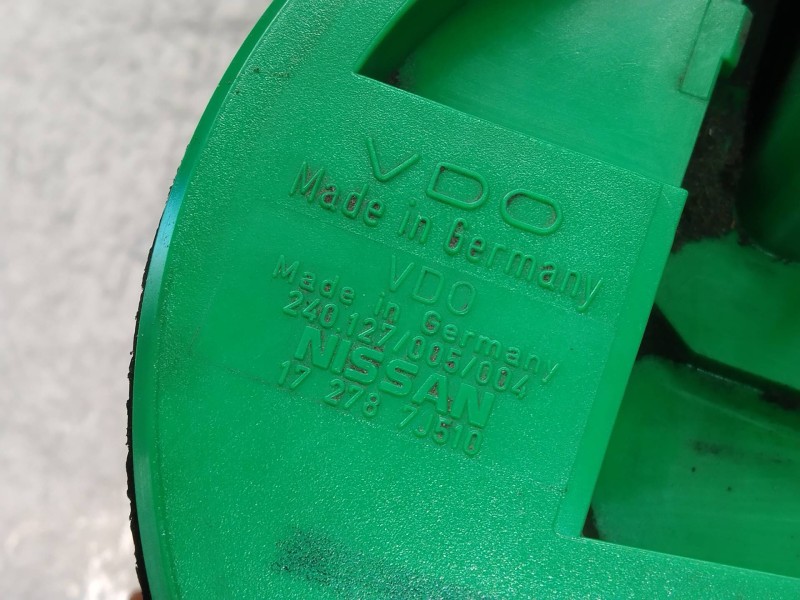 VDO
Made in Germany
VDO
Made in Germany
240.127/005/004
NISSAN
17 278 7J510